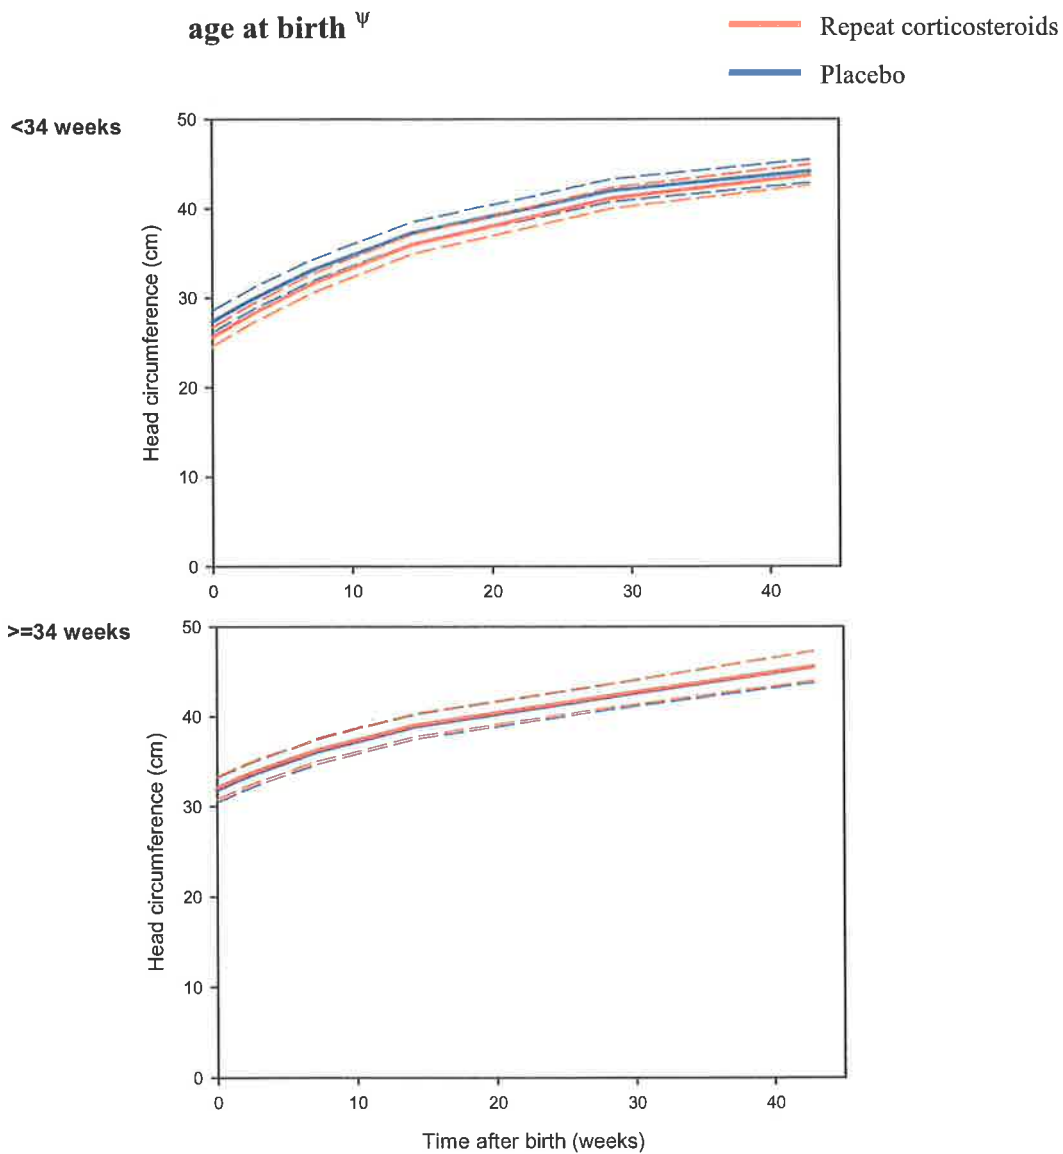 age at birth ψ
Repeat corticosteroids
Placebo
<34 weeks
50
40
30
20
10
0
Head circumference (cm)
0 10 20 30 40
>=34 weeks
50
40
30
20
10
0
Head circumference (cm)
0 10 20 30 40
Time after birth (weeks)